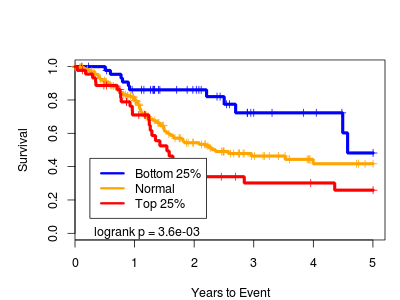 1.0
0.8
0.6
0.4
0.2
0.0
Survival
Bottom 25%
Normal
Top 25%
logrank p = 3.6e-03
0 1 2 3 4 5
Years to Event